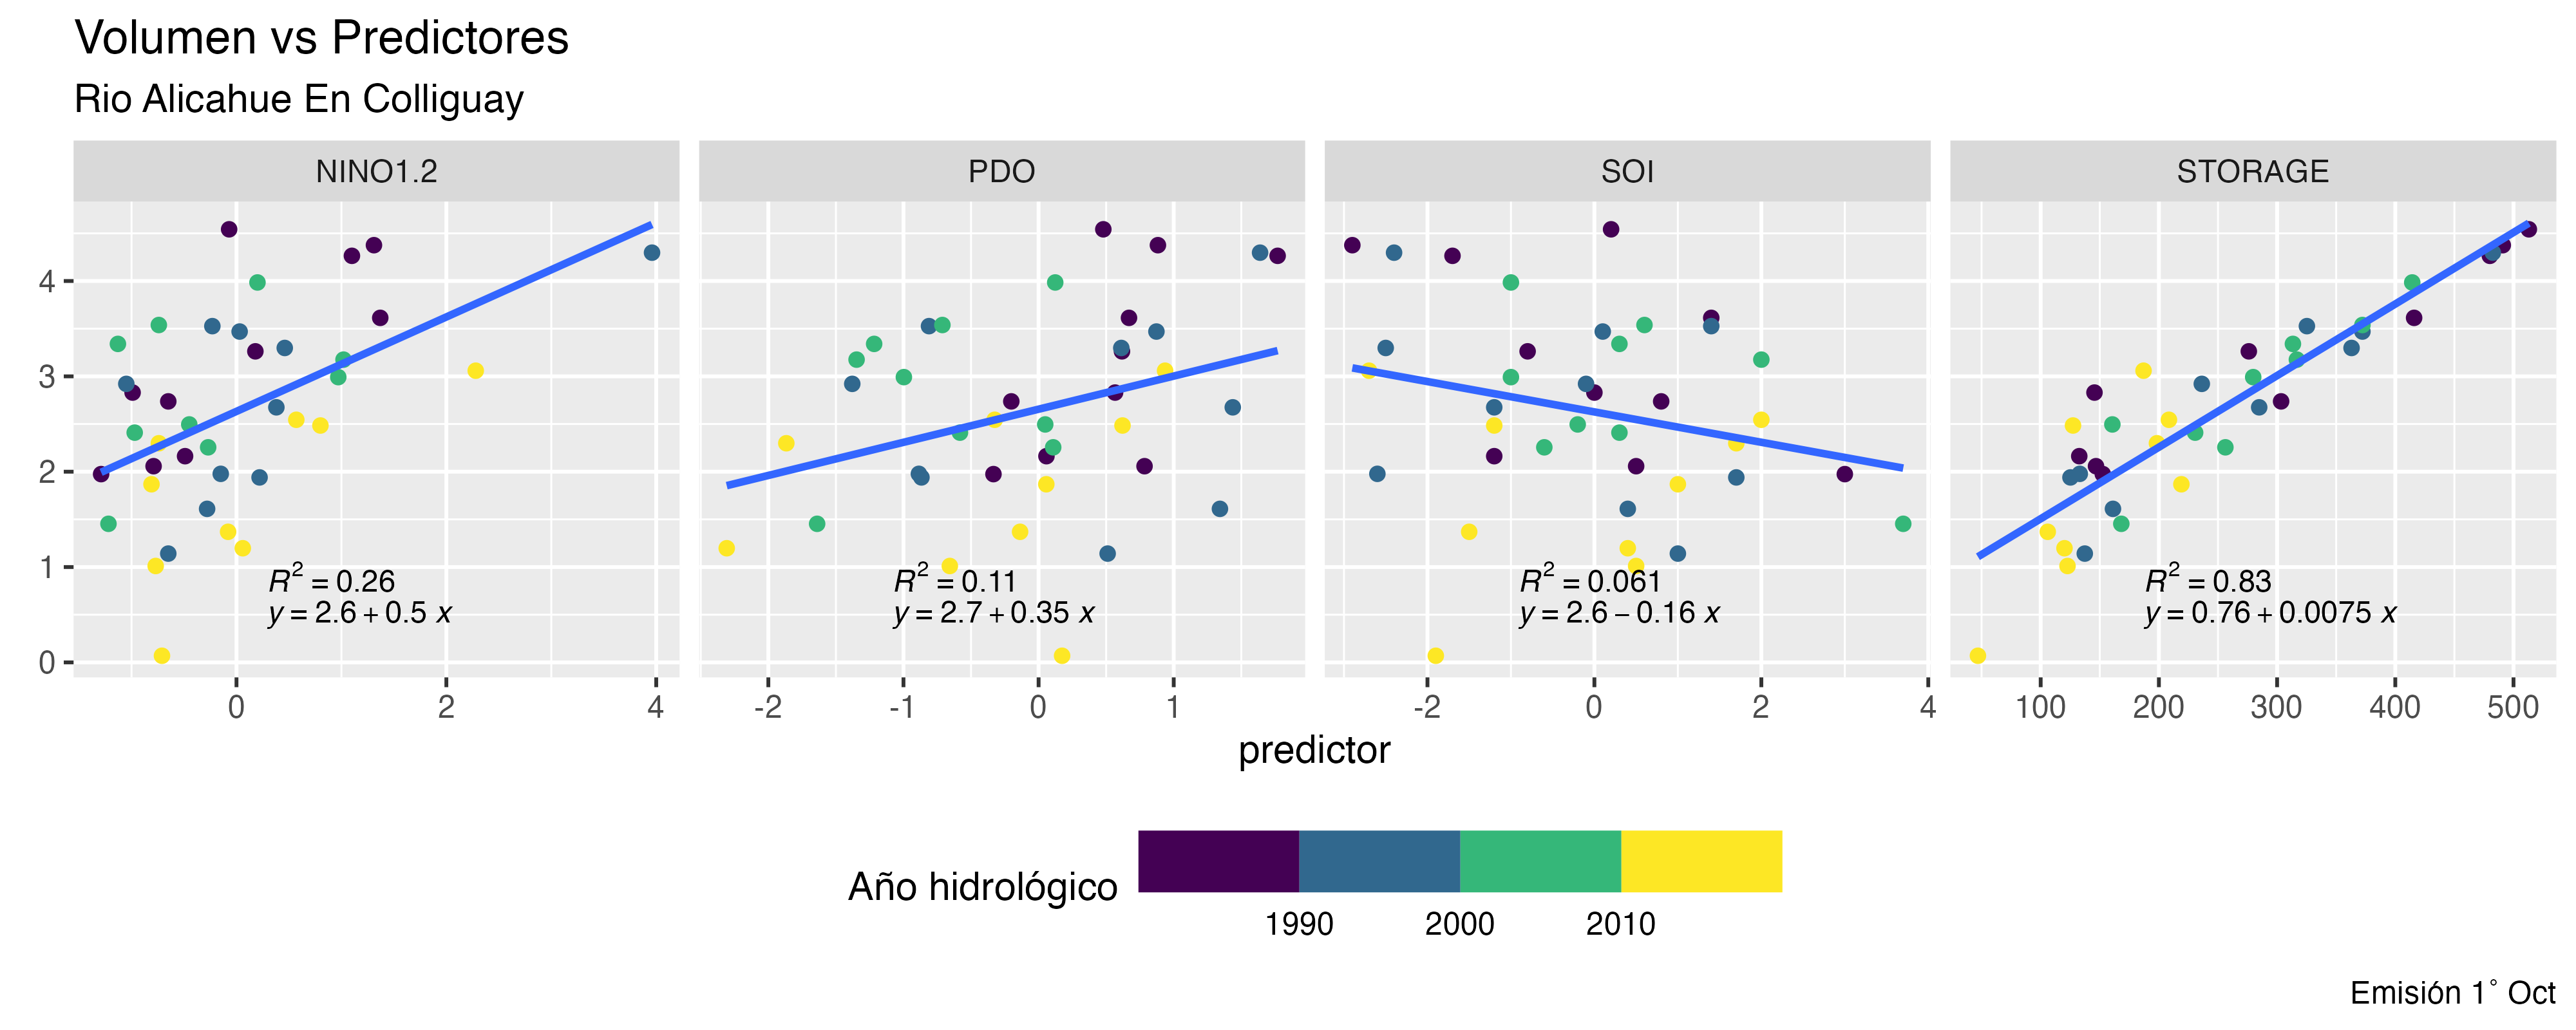 Volumen vs Predictores
Rio Alicahue En Colliguay
NINO1.2 PDO SOI STORAGE
4
3
2
1
0
R² = 0.26 R² = 0.11 R² = 0.061 R² = 0.83
y = 2.6 + 0.5 x y = 2.7 + 0.35 x y = 2.6 − 0.16 x y = 0.76 + 0.0075 x
0 2 4 -2 -1 0 1 -2 0 2 4 100 200 300 400 500
predictor
Año hidrológico
1990 2000 2010
Emisión 1° Oct